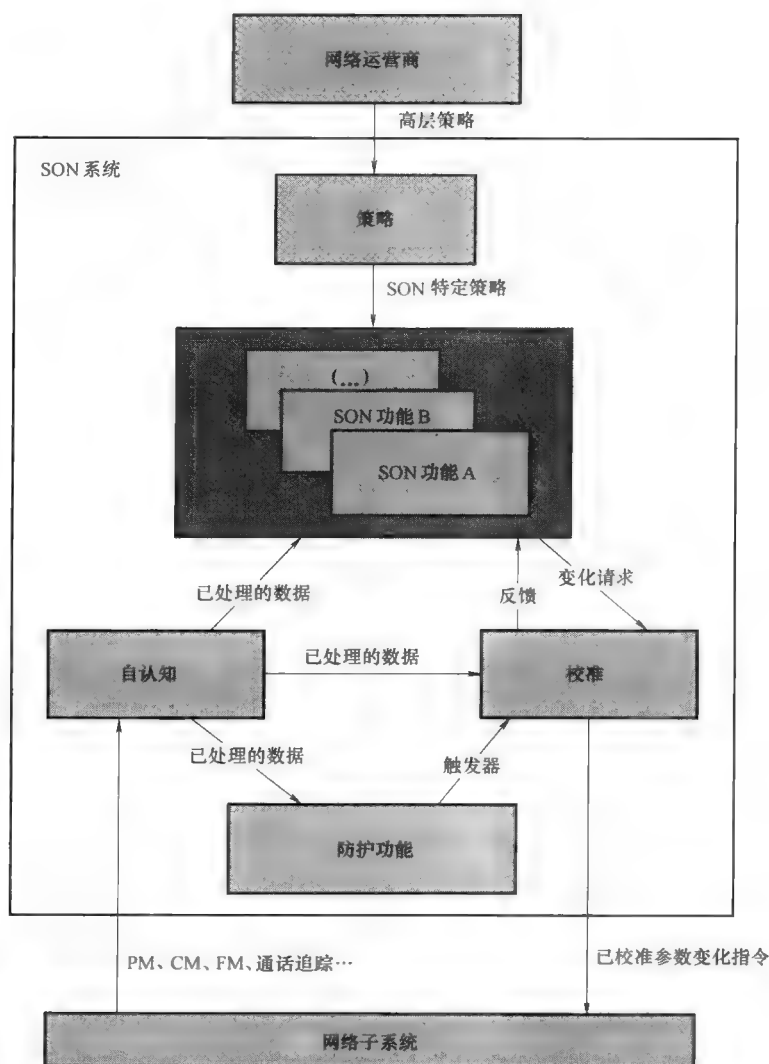 网络运营商
高层策略
SON 系统
策略
SON 特定策略
(...)
SON 功能 B
SON 功能 A
已处理的数据
反馈
变化请求
自认知
已处理的数据
校准
已处理的数据
触发器
防护功能
PM、CM、FM、通话追踪…
已校准参数变化指令
网络子系统